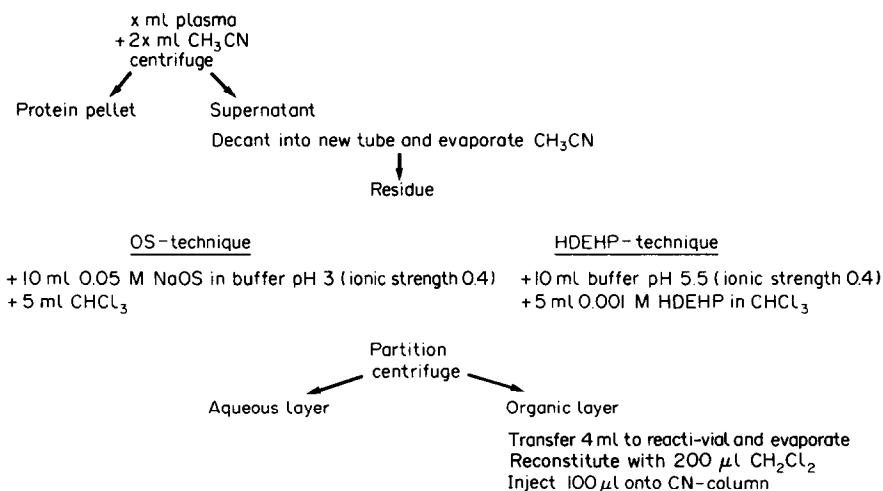 x ml plasma
+2x ml CH₃CN
centrifuge
Protein pellet
Supernatant
Decant into new tube and evaporate CH₃CN
Residue
OS-technique
+10 ml 0.05 M NaOS in buffer pH 3 (ionic strength 0.4)
+5 ml CHCl₃
HDEHP-technique
+10 ml buffer pH 5.5 (ionic strength 0.4)
+5 ml 0.001 M HDEHP in CHCl₃
Partition
centrifuge
Aqueous layer
Organic layer
Transfer 4 ml to reacti-vial and evaporate
Reconstitute with 200 μl CH₂Cl₂
Inject 100 μl onto CN-column